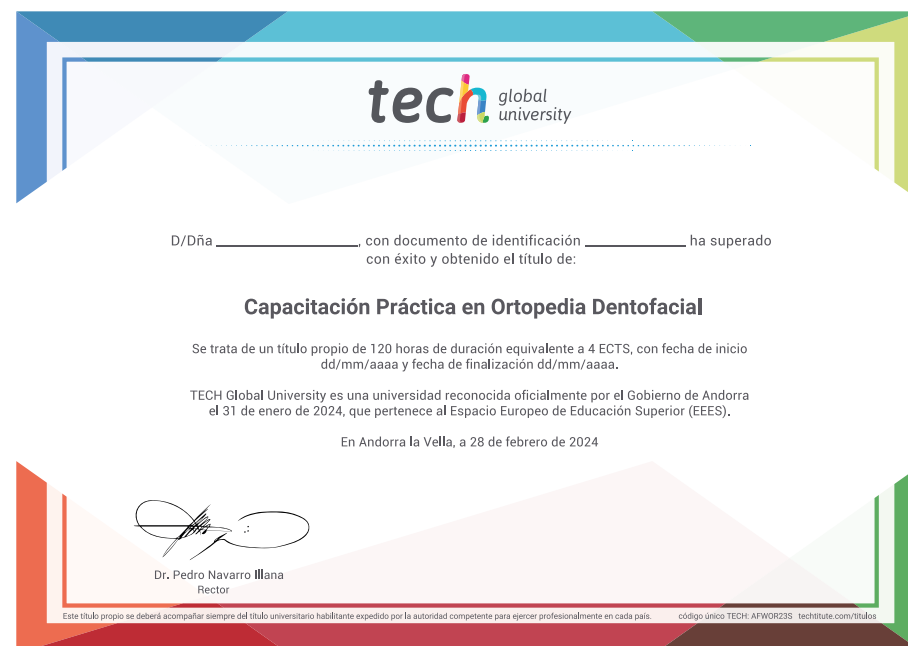 tech global university
D/Dña ______________, con documento de identificación __________ ha superado
con éxito y obtenido el título de:
Capacitación Práctica en Ortopedia Dentofacial
Se trata de un título propio de 120 horas de duración equivalente a 4 ECTS, con fecha de inicio
dd/mm/aaaa y fecha de finalización dd/mm/aaaa.
TECH Global University es una universidad reconocida oficialmente por el Gobierno de Andorra
el 31 de enero de 2024, que pertenece al Espacio Europeo de Educación Superior (EEES).
En Andorra la Vella, a 28 de febrero de 2024
Dr. Pedro Navarro Illana
Rector
Este título propio se deberá acompañar siempre del título universitario habilitante expedido por la autoridad competente para ejercer profesionalmente en cada país. código único TECH: AFWOR23S techtitute.com/titulos